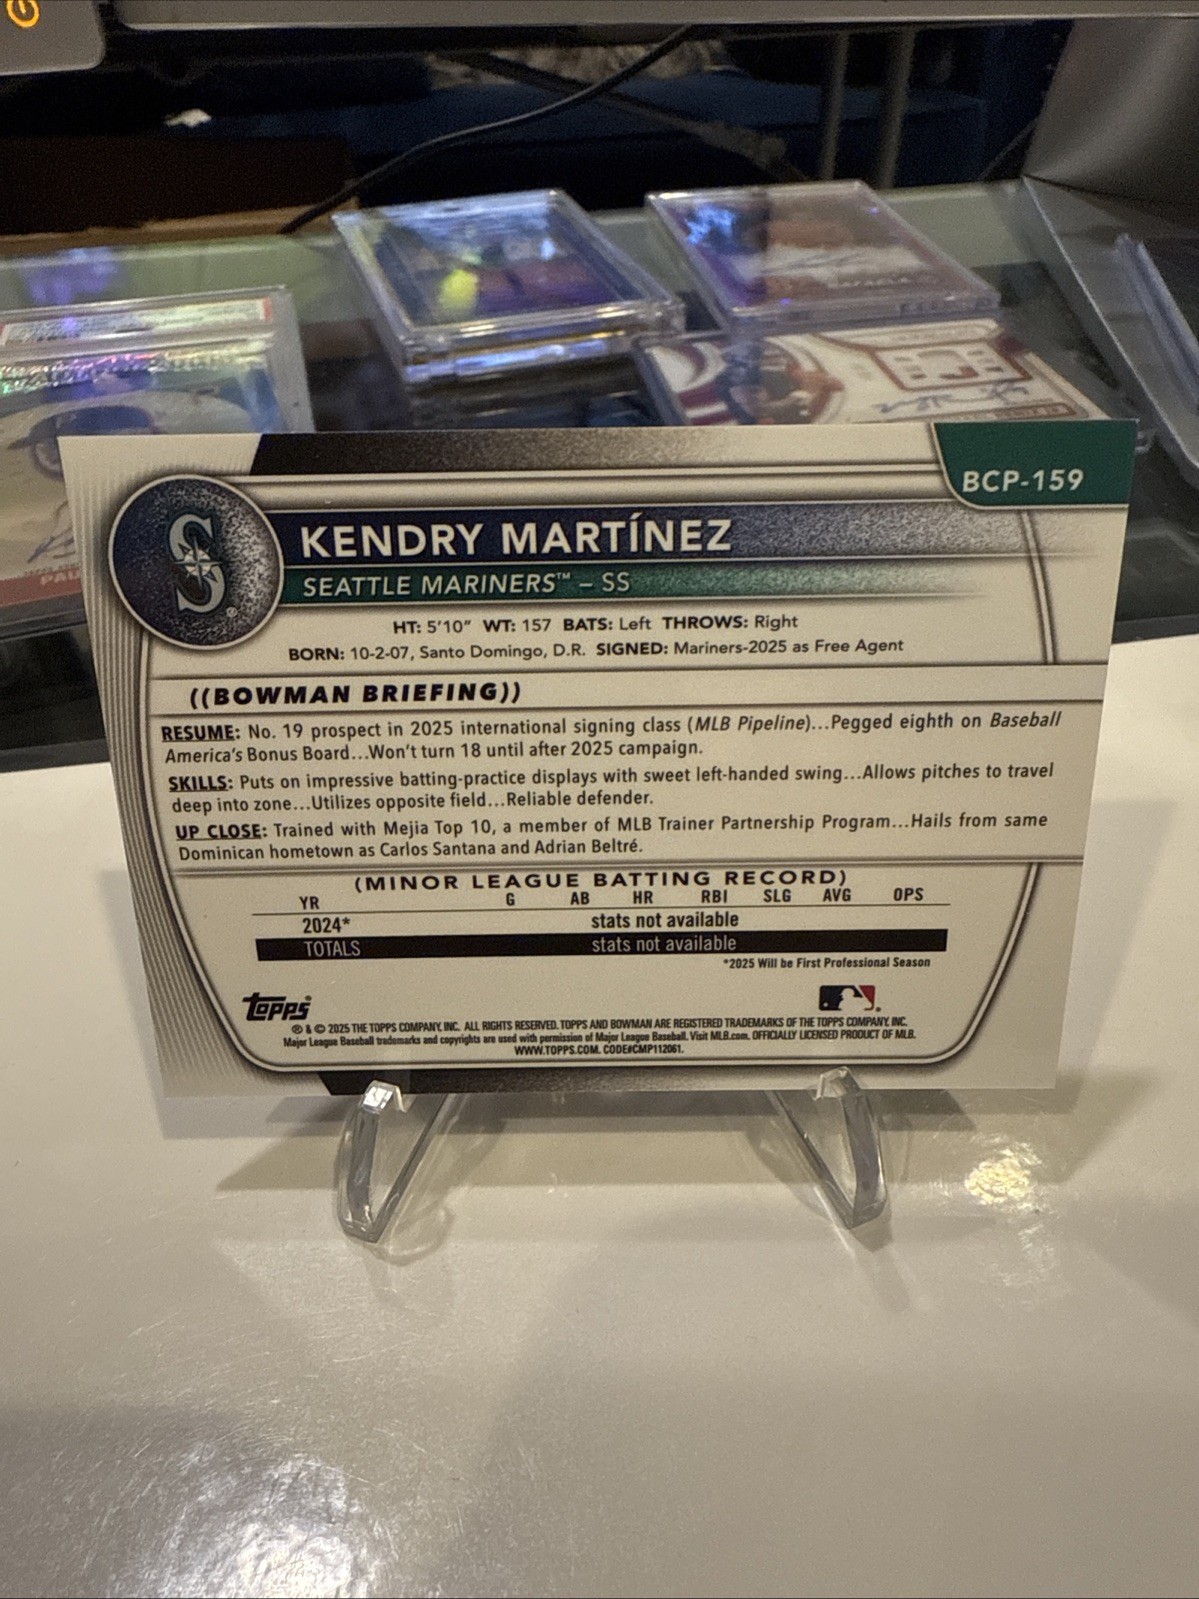 BCP-159
S
KENDRY MARTÍNEZ
SEATTLE MARINERS™ – SS
HT: 5'10" WT: 157 BATS: Left THROWS: Right
BORN: 10-2-07, Santo Domingo, D.R. SIGNED: Mariners-2025 as Free Agent
((BOWMAN BRIEFING))
RESUME: No. 19 prospect in 2025 international signing class (MLB Pipeline)...Pegged eighth on Baseball
America's Bonus Board...Won't turn 18 until after 2025 campaign.
SKILLS: Puts on impressive batting-practice displays with sweet left-handed swing...Allows pitches to travel
deep into zone...Utilizes opposite field...Reliable defender.
UP CLOSE: Trained with Mejia Top 10, a member of MLB Trainer Partnership Program...Hails from same
Dominican hometown as Carlos Santana and Adrian Beltré.
(MINOR LEAGUE BATTING RECORD)
YR G AB HR RBI SLG AVG OPS
2024* stats not available
TOTALS stats not available
*2025 Will be First Professional Season
Topps®
® & © 2025 THE TOPPS COMPANY, INC. ALL RIGHTS RESERVED. TOPPS AND BOWMAN ARE REGISTERED TRADEMARKS OF THE TOPPS COMPANY, INC.
Major League Baseball trademarks and copyrights are used with permission of Major League Baseball. Visit MLB.com. OFFICIALLY LICENSED PRODUCT OF MLB.
WWW.TOPPS.COM. CODE#CMP112061.